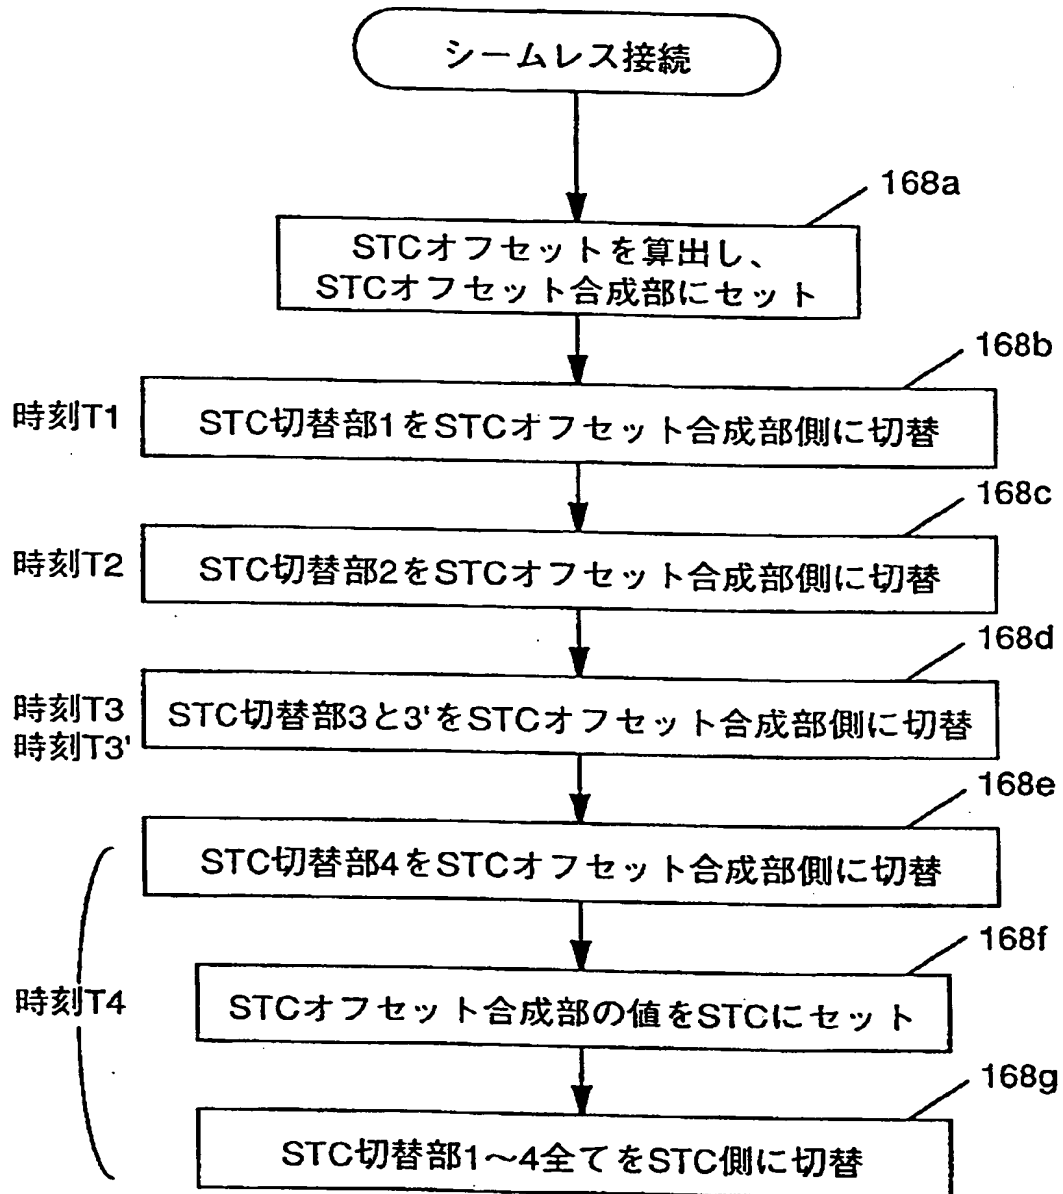 シームレス接続
168a
STCオフセットを算出し、
STCオフセット合成部にセット
168b
時刻T1
STC切替部1をSTCオフセット合成部側に切替
168c
時刻T2
STC切替部2をSTCオフセット合成部側に切替
168d
時刻T3
時刻T3'
STC切替部3と3'をSTCオフセット合成部側に切替
168e
STC切替部4をSTCオフセット合成部側に切替
168f
時刻T4
STCオフセット合成部の値をSTCにセット
168g
STC切替部1〜4全てをSTC側に切替